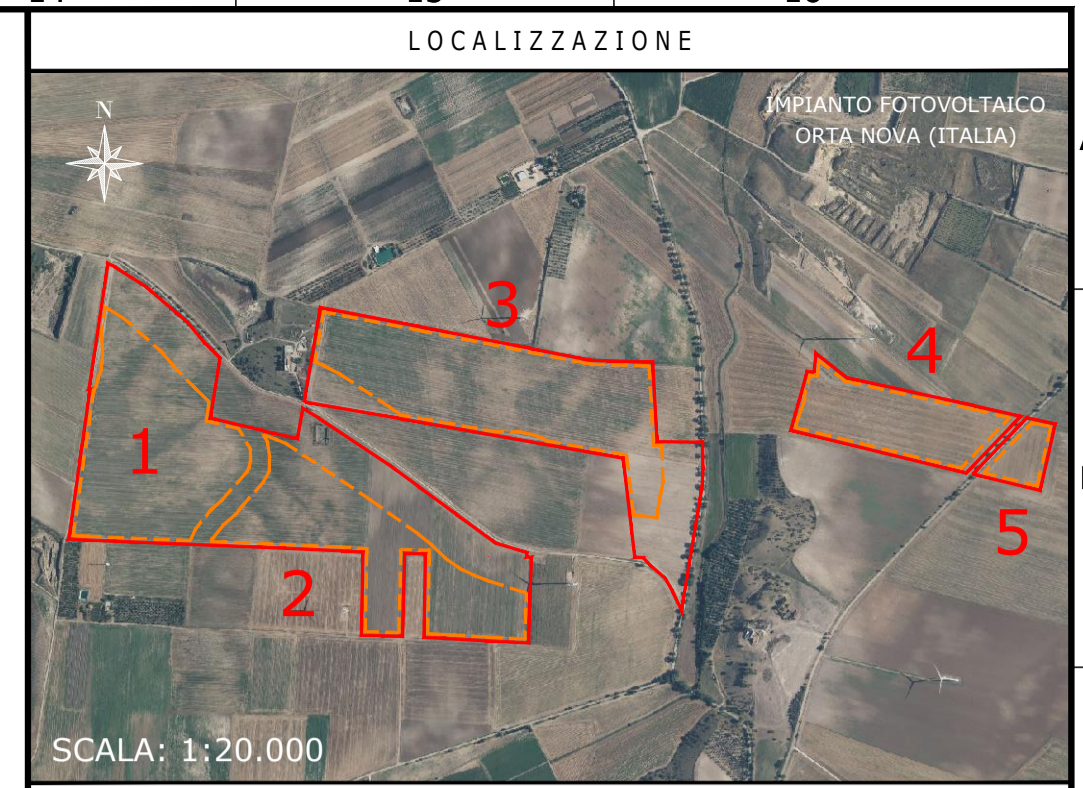 LOCALIZZAZIONE
N
IMPIANTO FOTOVOLTAICO
ORTA NOVA (ITALIA)
3
4
1
5
2
SCALA: 1:20.000